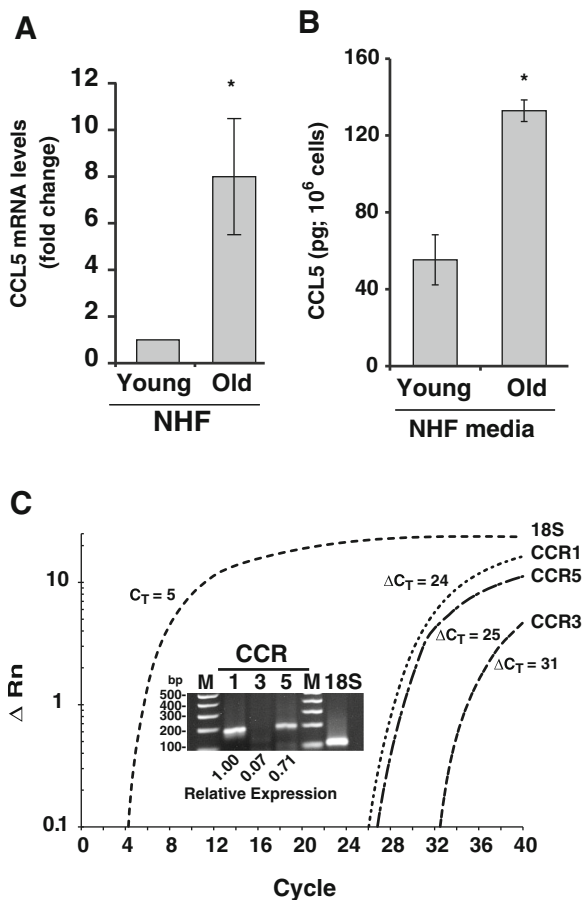 A
CCL5 mRNA levels
(fold change)
12
10
8
6
4
2
0
*
Young Old
NHF
B
CCL5 (pg; 10⁶ cells)
160
120
80
40
0
*
Young Old
NHF media
C
Δ Rn
10
1
0.1
0 4 8 12 16 20 24 28 32 36 40
Cycle
18S
CCR1
CCR5
CCR3
C_T = 5
ΔC_T = 24
ΔC_T = 25
ΔC_T = 31
CCR
bp M 1 3 5 M 18S
500-
400-
300-
200-
100-
1.00 0.07 0.71
Relative Expression